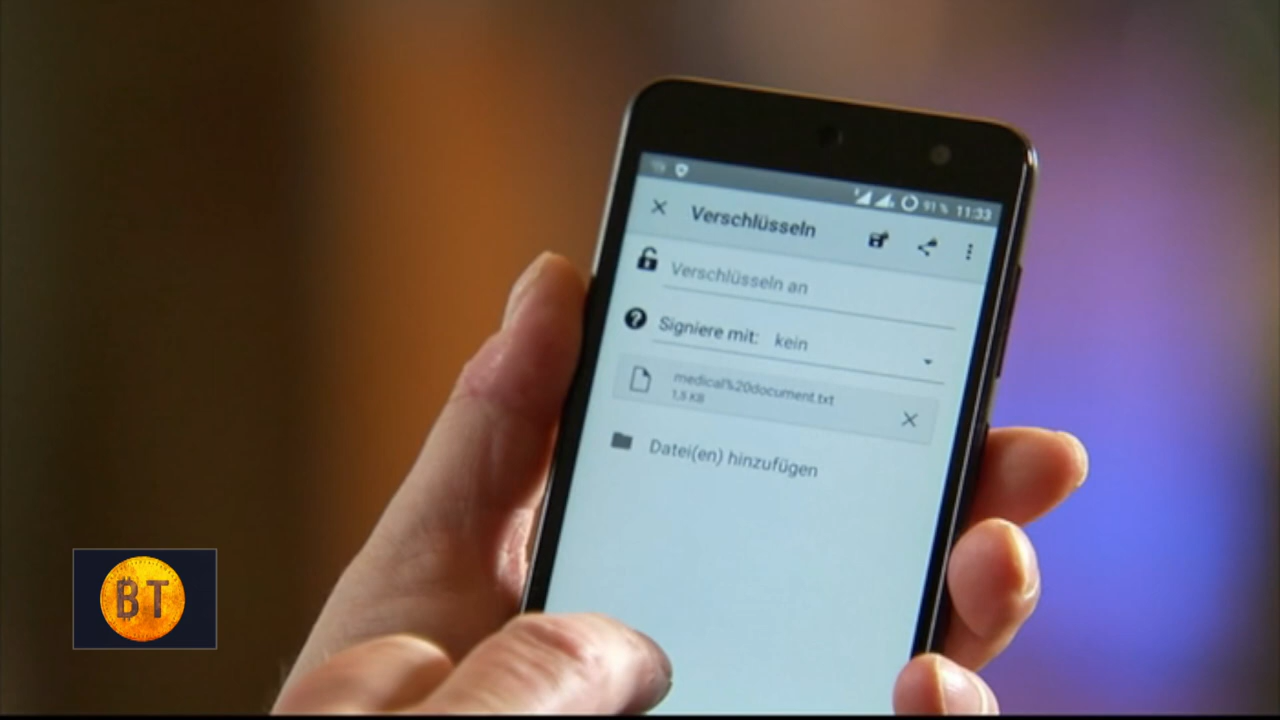 91 % 11:33
Verschlüsseln
Verschlüsseln an
Signiere mit: kein
medical%20document.txt
1,5 KB
Datei(en) hinzufügen
BT